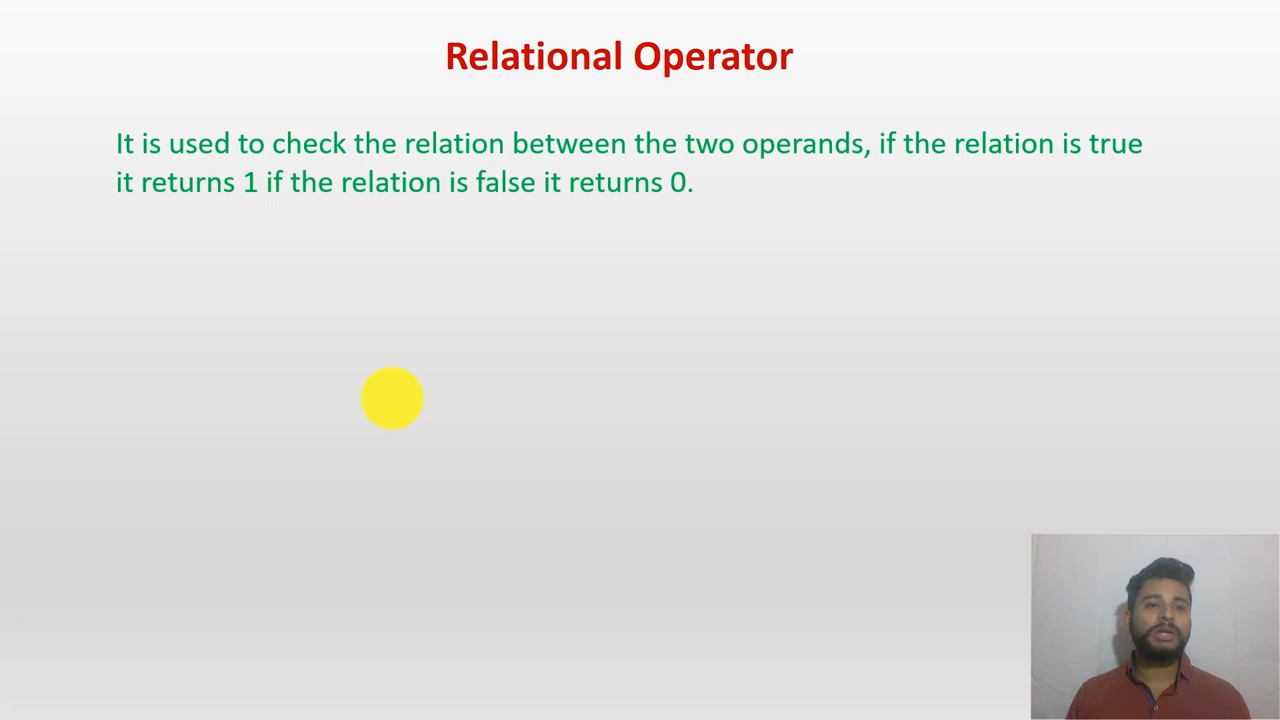 Relational Operator
It is used to check the relation between the two operands, if the relation is true
it returns 1 if the relation is false it returns 0.